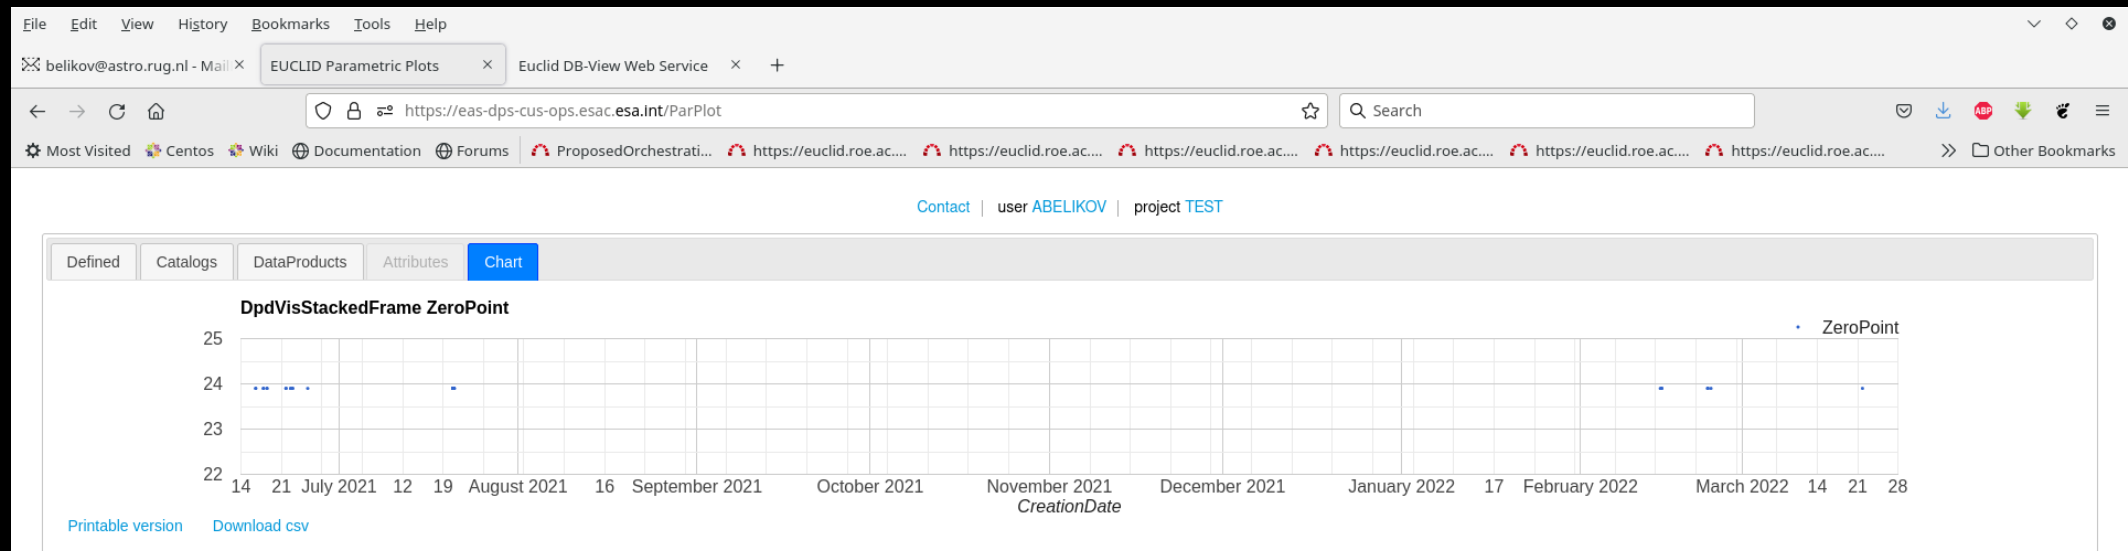 File Edit View History Bookmarks Tools Help
belikov@astro.rug.nl - Mail × EUCLID Parametric Plots × Euclid DB-View Web Service × +
https://eas-dps-cus-ops.esac.esa.int/ParPlot Search ABP
Most Visited Centos Wiki Documentation Forums ProposedOrchestrati... https://euclid.roe.ac.... https://euclid.roe.ac.... https://euclid.roe.ac.... https://euclid.roe.ac.... https://euclid.roe.ac.... https://euclid.roe.ac.... Other Bookmarks
Contact | user ABELIKOV | project TEST
Defined Catalogs DataProducts Attributes Chart
DpdVisStackedFrame ZeroPoint
ZeroPoint
25
24
23
22
14 21 July 2021 12 19 August 2021 16 September 2021 October 2021 November 2021 December 2021 January 2022 17 February 2022 March 2022 14 21 28
CreationDate
Printable version Download csv